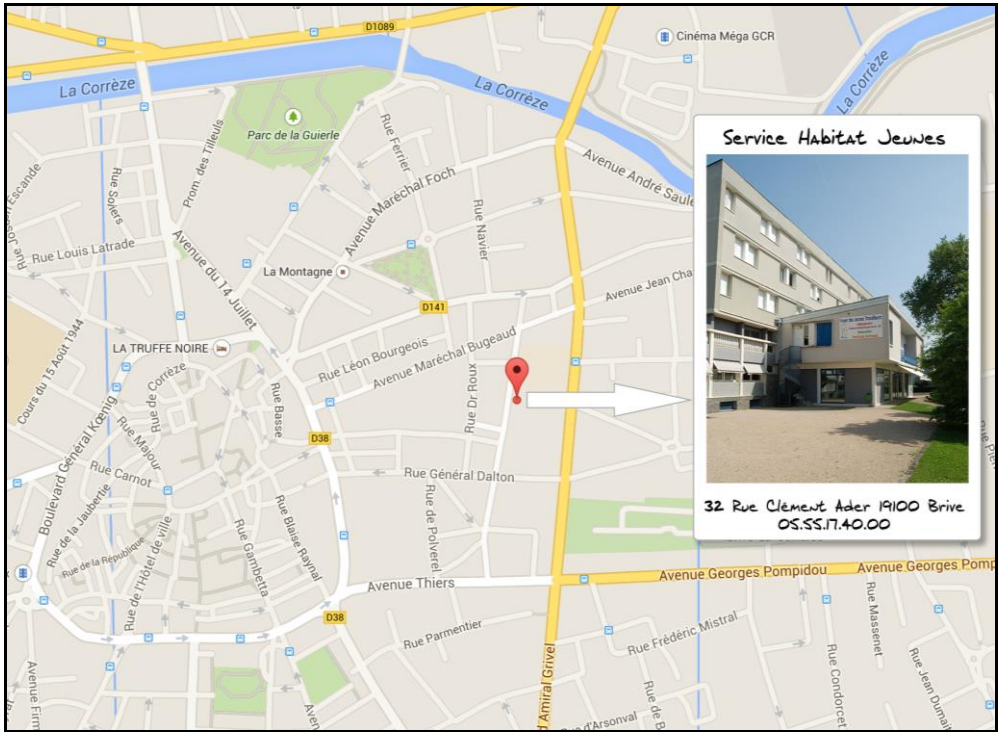 D1089
Cinéma Méga GCR
La Corrèze
La Corrèze
La Corrèze
Parc de la Guierle
Prom. des Tilleuls
Rue Ferrier
Rue Soyers
Avenue Maréchal Foch
Avenue André
Rue Navier
Rue Louis Latrade
Avenue du 14 Juillet
La Montagne
Avenue Jean
D141
Cours du 15 Août 1944
LA TRUFFE NOIRE
Rue Léon Bourgeois
Avenue Maréchal Bugeaud
Rue de Corrèze
Rue Basse
Rue Dr Roux
Boulevard Général Kœnig
Rue Majour
D38
Rue Carnot
Rue Général Dalton
Rue de la Jaubertie
Rue de la République
Rue de l'Hôtel de ville
Rue Gambetta
Rue Blaise Raynal
Rue de Polverel
Avenue Thiers
Avenue Georges Pompidou
Avenue Georges Pomp
D38
Rue Parmentier
Rue Frédéric Mistral
Rue Massenet
Rue Condorcet
Rue Jean
Avenue Firm
Aven
d Amiral Grivel
d'Arsonval
Rue de B
Service Habitat Jeunes
32 Rue Clément Ader 19100 Brive
05.55.17.40.00